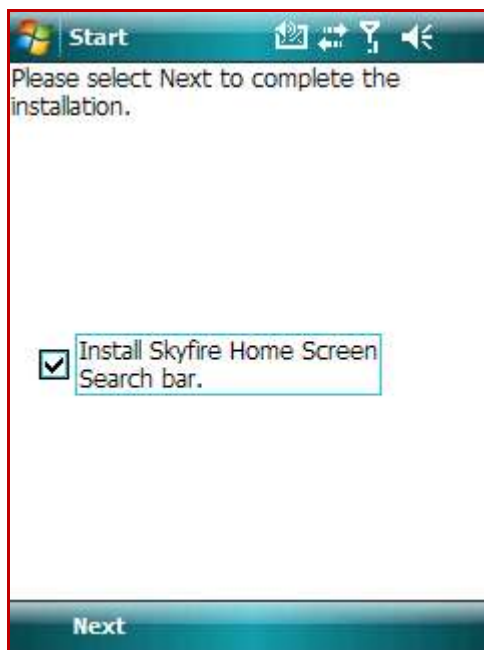 Start
Please select Next to complete the
installation.
Install Skyfire Home Screen
Search bar.
Next